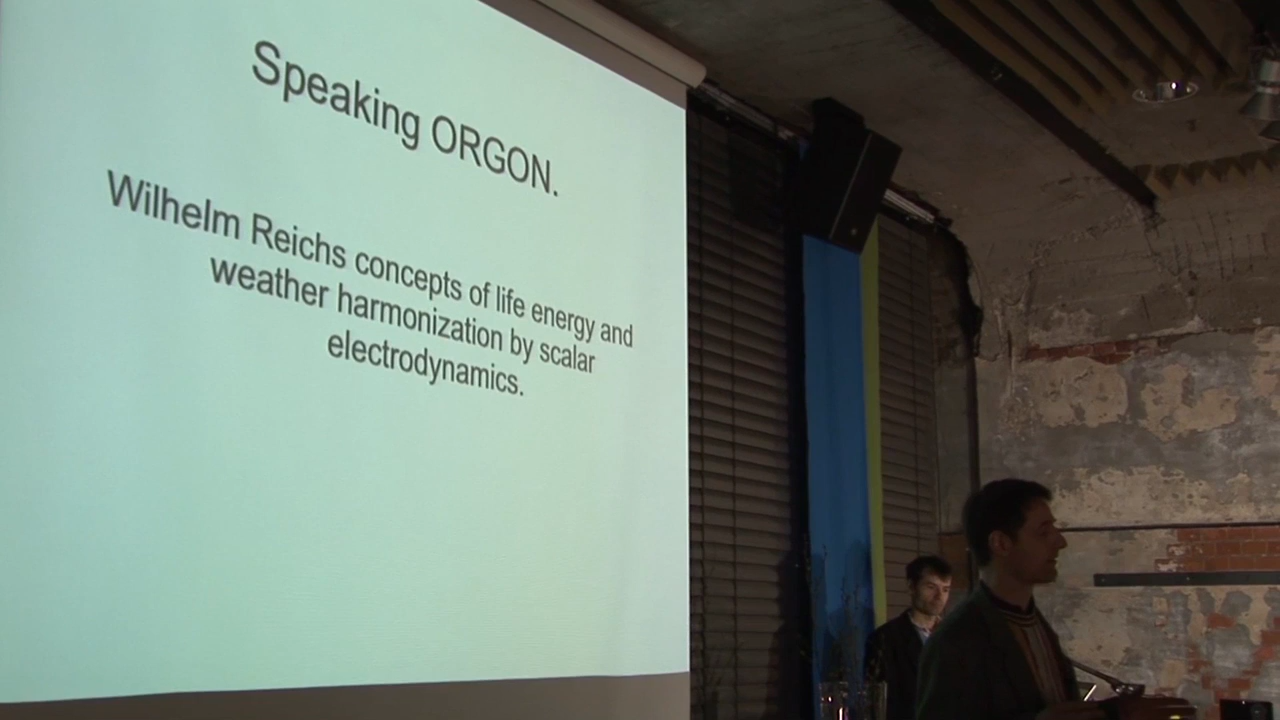 Speaking ORGON.
Wilhelm Reichs concepts of life energy and
weather harmonization by scalar
electrodynamics.